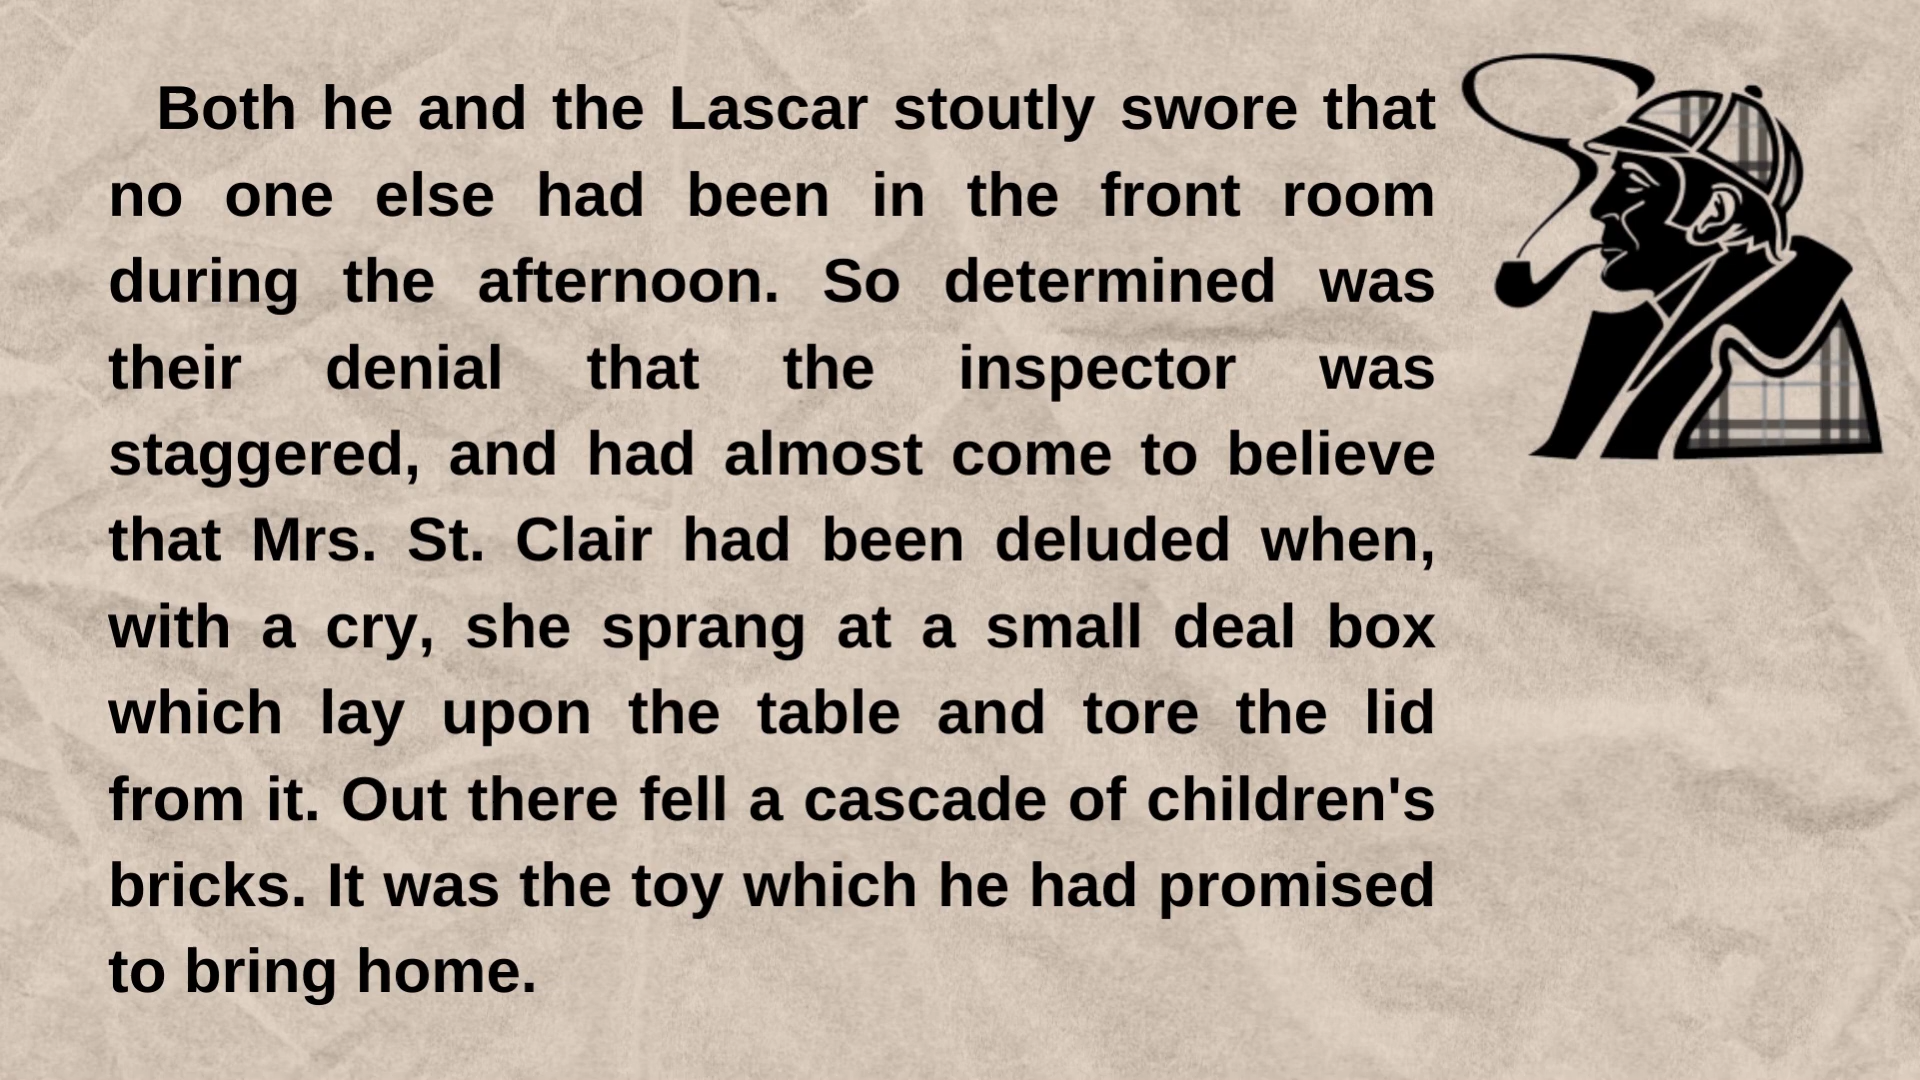 Both he and the Lascar stoutly swore that
no one else had been in the front room
during the afternoon. So determined was
their denial that the inspector was
staggered, and had almost come to believe
that Mrs. St. Clair had been deluded when,
with a cry, she sprang at a small deal box
which lay upon the table and tore the lid
from it. Out there fell a cascade of children's
bricks. It was the toy which he had promised
to bring home.